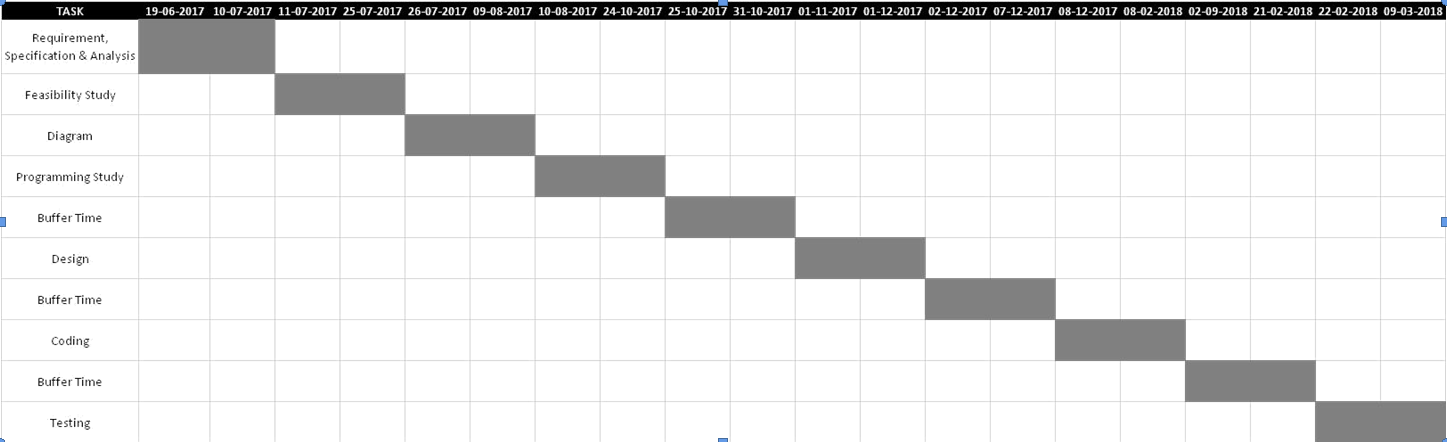 TASK 19-06-2017 10-07-2017 11-07-2017 25-07-2017 26-07-2017 09-08-2017 10-08-2017 24-10-2017 25-10-2017 31-10-2017 01-11-2017 01-12-2017 02-12-2017 07-12-2017 08-12-2017 08-02-2018 02-09-2018 21-02-2018 22-02-2018 09-03-2018
Requirement,
Specification & Analysis
Feasibility Study
Diagram
Programming Study
Buffer Time
Design
Buffer Time
Coding
Buffer Time
Testing